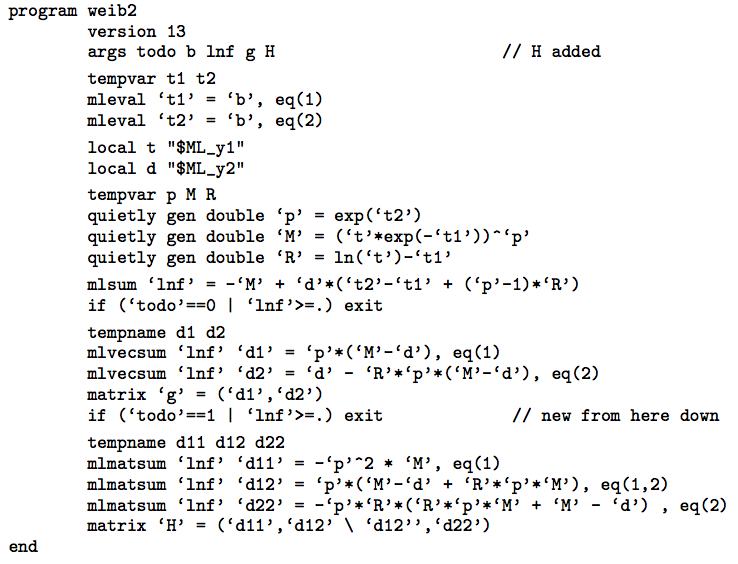 program weib2
version 13
args todo b lnf g H // H added
tempvar t1 t2
mleval ‘t1’ = ‘b’, eq(1)
mleval ‘t2’ = ‘b’, eq(2)
local t "$ML_y1"
local d "$ML_y2"
tempvar p M R
quietly gen double ‘p’ = exp(‘t2’)
quietly gen double ‘M’ = (‘t’*exp(-‘t1’))^‘p’
quietly gen double ‘R’ = ln(‘t’)-‘t1’
mlsum ‘lnf’ = -‘M’ + ‘d’*(‘t2’-‘t1’ + (‘p’-1)*‘R’)
if (‘todo’==0 | ‘lnf’>=.) exit
tempname d1 d2
mlvecsum ‘lnf’ ‘d1’ = ‘p’*(‘M’-‘d’), eq(1)
mlvecsum ‘lnf’ ‘d2’ = ‘d’ - ‘R’*‘p’*(‘M’-‘d’), eq(2)
matrix ‘g’ = (‘d1’,‘d2’)
if (‘todo’==1 | ‘lnf’>=.) exit // new from here down
tempname d11 d12 d22
mlmatsum ‘lnf’ ‘d11’ = -‘p’^2 * ‘M’, eq(1)
mlmatsum ‘lnf’ ‘d12’ = ‘p’*(‘M’-‘d’ + ‘R’*‘p’*‘M’), eq(1,2)
mlmatsum ‘lnf’ ‘d22’ = -‘p’*‘R’*(‘R’*‘p’*‘M’ + ‘M’ - ‘d’) , eq(2)
matrix ‘H’ = (‘d11’,‘d12’ \ ‘d12’’,‘d22’)
end